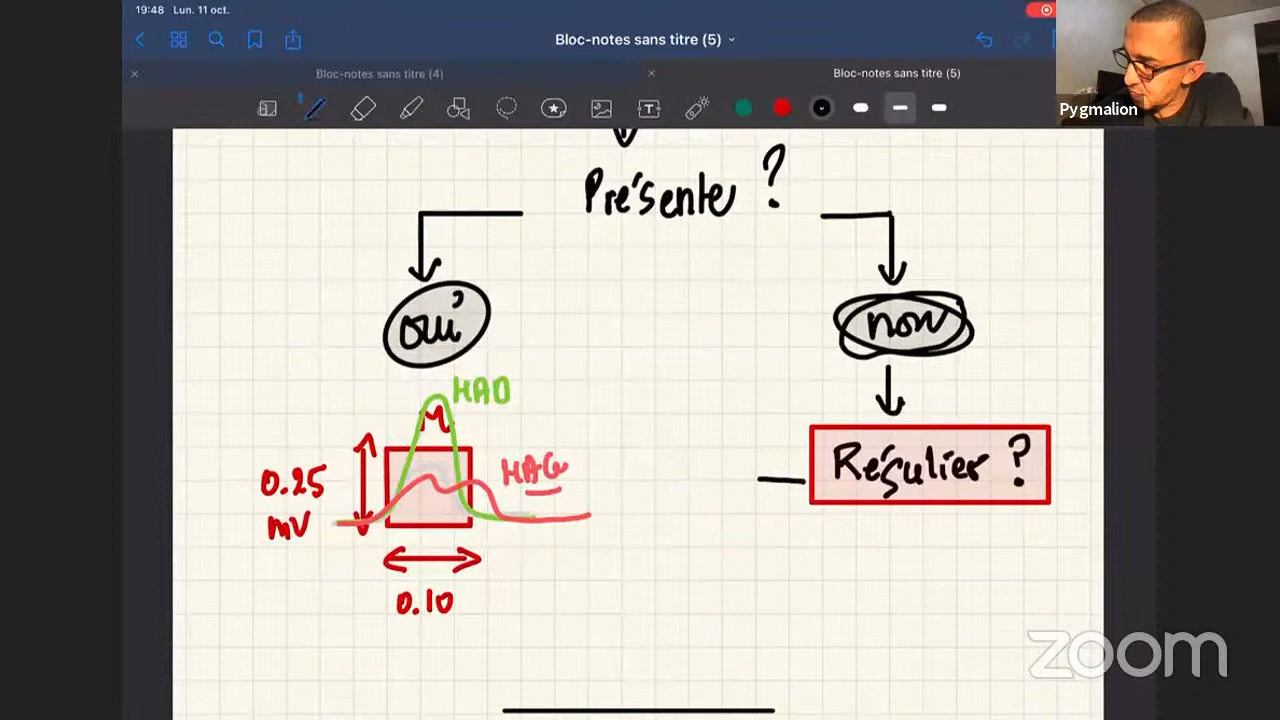 19:48 Lun. 11 oct.
Bloc-notes sans titre (5)
Bloc-notes sans titre (4)
Bloc-notes sans titre (5)
Pygmalion
Présente ?
oui
non
HAD
M
HAG
0.25
mV
Régulier ?
0.10
zoom